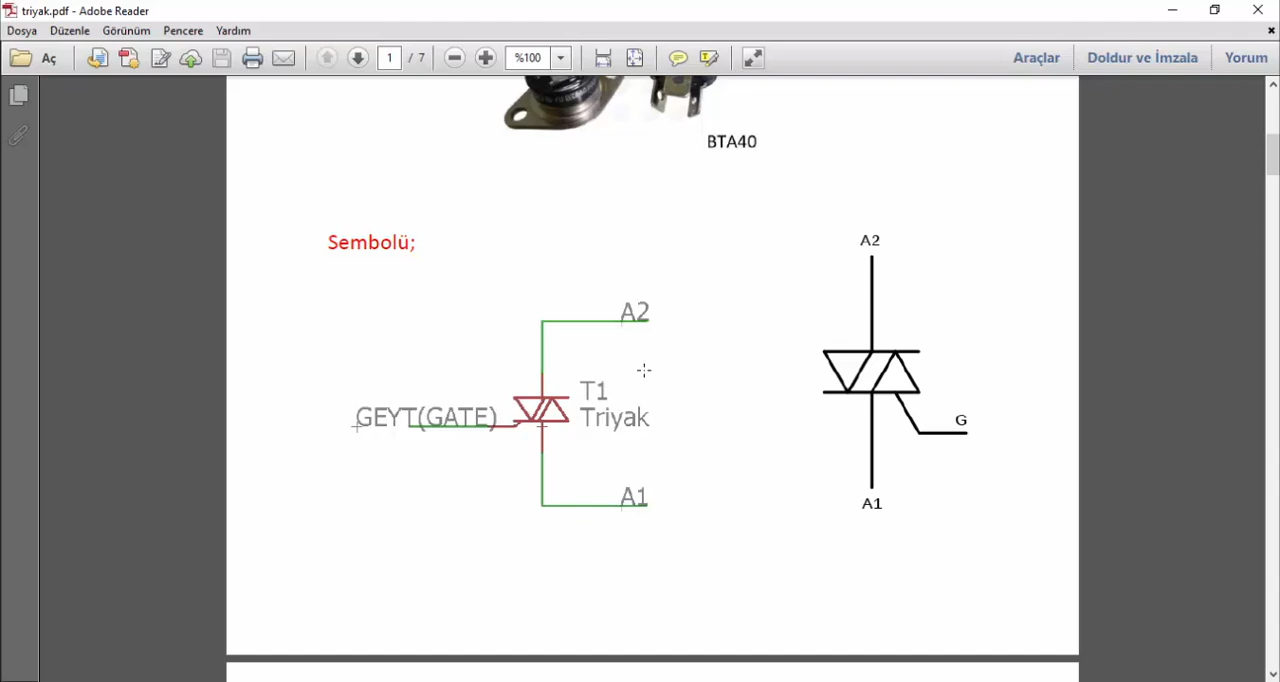 triyak.pdf - Adobe Reader
Dosya Düzenle Görünüm Pencere Yardım
Aç 1 / 7 %100 Araçlar Doldur ve İmzala Yorum
BTA40
Sembolü;
A2
A2
T1
GEYT(GATE) Triyak
G
A1
A1